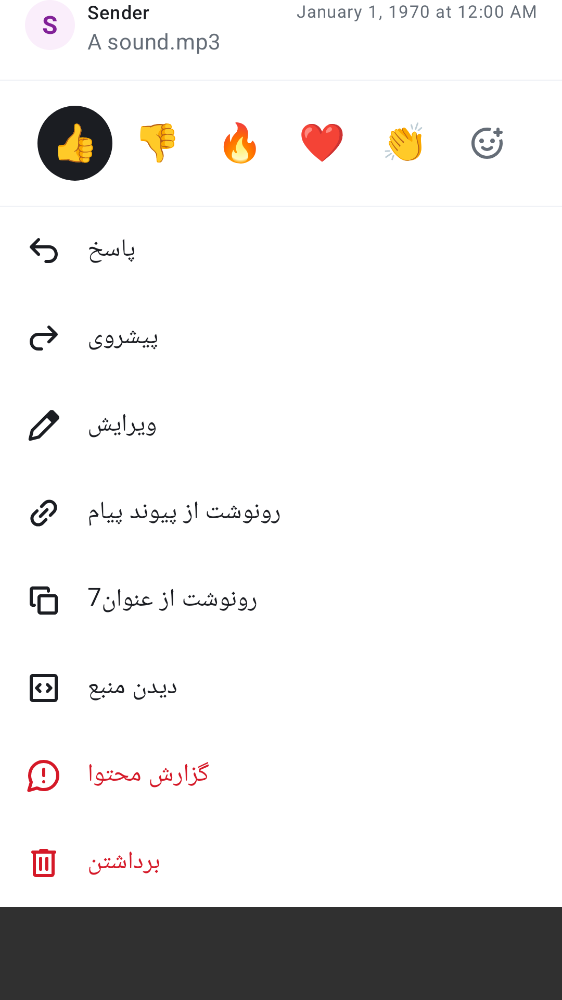 S
Sender
January 1, 1970 at 12:00 AM
A sound.mp3
پاسخ
پیشروی
ویرایش
رونوشت از پیوند پیام
رونوشت از عنوان7
دیدن منبع
گزارش محتوا
برداشتن